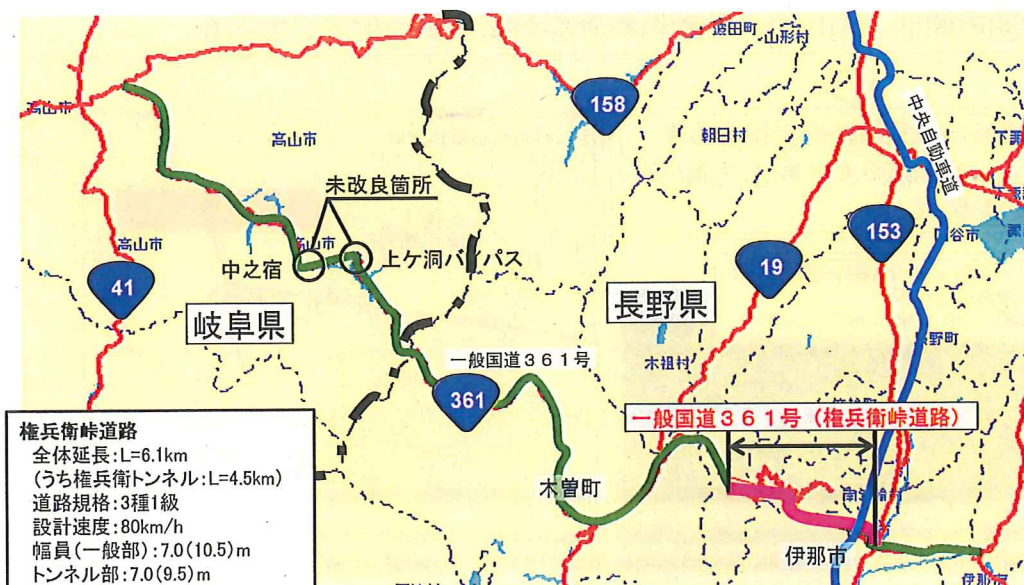 波田町
山形村
158
中央自動車道
高山市
高山市
朝日村
未改良箇所
高山市
高山市
153
中之宿
上ケ洞バイパス
41
19
岐阜県
長野県
木祖村
一般国道361号
361
一般国道361号（権兵衛峠道路）
木曽町
伊那市
権兵衛峠道路
全体延長:L=6.1km
(うち権兵衛トンネル:L=4.5km)
道路規格:3種1級
設計速度:80km/h
幅員(一般部):7.0(10.5)m
トンネル部:7.0(9.5)m